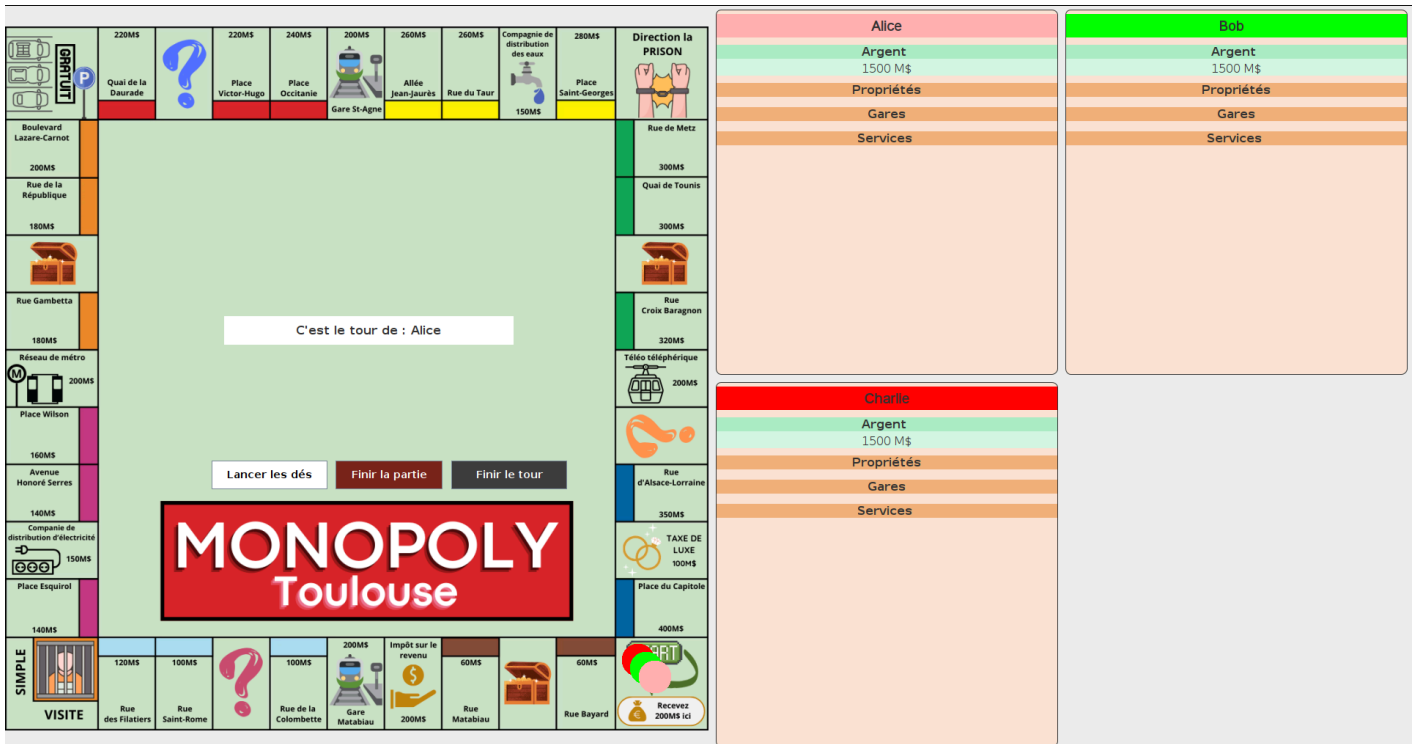 GRATUIT
P
220M$
Quai de la
Daurade
220M$
Place
Victor-Hugo
240M$
Place
Occitanie
200M$
Gare St-Agne
260M$
Allée
Jean-Jaurès
260M$
Rue du Taur
Compagnie de
distribution
des eaux
150M$
280M$
Place
Saint-Georges
Direction la
PRISON
Boulevard
Lazare-Carnot
200M$
Rue de la
République
180M$
Rue Gambetta
180M$
Réseau de métro
M
200M$
Place Wilson
160M$
Avenue
Honoré Serres
140M$
Companie de
distribution d'électricité
150M$
Place Esquirol
140M$
Rue de Metz
300M$
Quai de Tounis
300M$
Rue
Croix Baragnon
320M$
Téléo téléphérique
200M$
Rue
d'Alsace-Lorraine
350M$
TAXE DE
LUXE
100M$
Place du Capitole
400M$
C'est le tour de : Alice
Lancer les dés
Finir la partie
Finir le tour
MONOPOLY
Toulouse
SIMPLE
VISITE
120M$
Rue
des Filatiers
100M$
Rue
Saint-Rome
100M$
Rue de la
Colombette
200M$
Gare
Matabiau
Impôt sur le
revenu
$
200M$
60M$
Rue
Matabiau
60M$
Rue Bayard
€
Recevez
200M$ ici
Alice
Argent
1500 M$
Propriétés
Gares
Services
Bob
Argent
1500 M$
Propriétés
Gares
Services
Charlie
Argent
1500 M$
Propriétés
Gares
Services